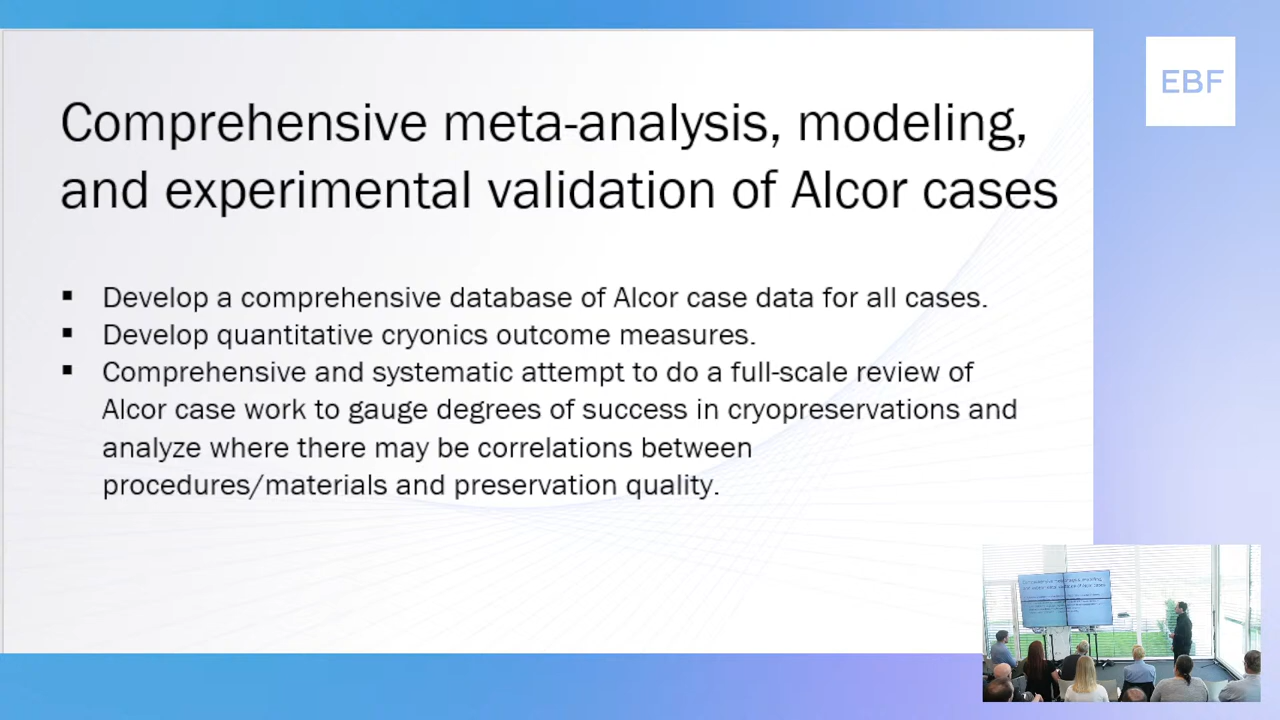 EBF
Comprehensive meta-analysis, modeling,
and experimental validation of Alcor cases
▪ Develop a comprehensive database of Alcor case data for all cases.
▪ Develop quantitative cryonics outcome measures.
▪ Comprehensive and systematic attempt to do a full-scale review of
Alcor case work to gauge degrees of success in cryopreservations and
analyze where there may be correlations between
procedures/materials and preservation quality.